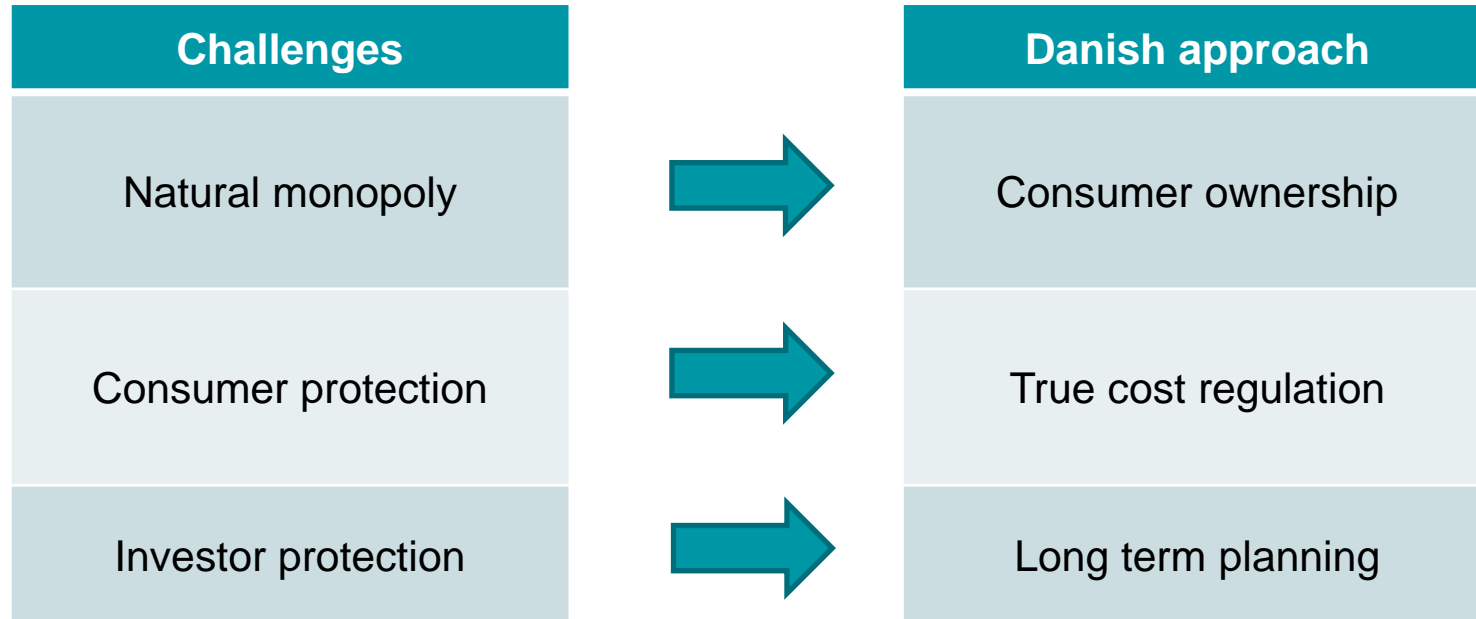 Challenges
Danish approach
Natural monopoly
Consumer ownership
Consumer protection
True cost regulation
Investor protection
Long term planning